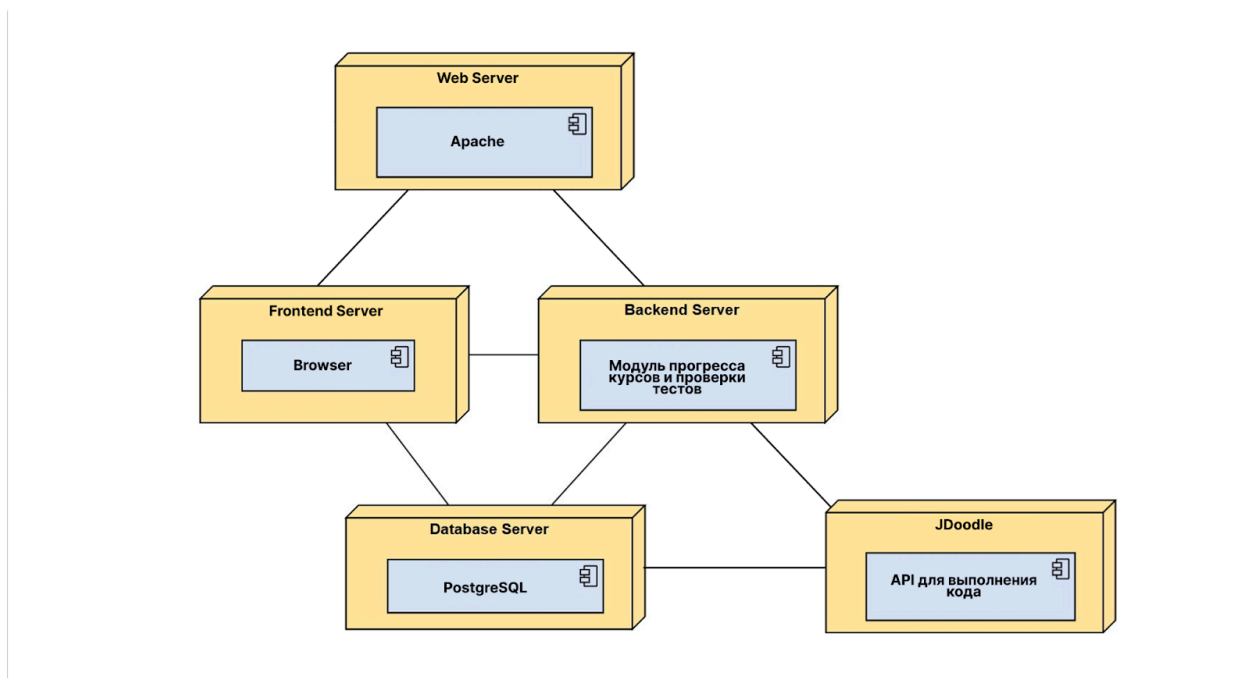 Web Server
Apache
Frontend Server
Browser
Backend Server
Модуль прогресса
курсов и проверки
тестов
Database Server
PostgreSQL
JDoodle
API для выполнения
кода